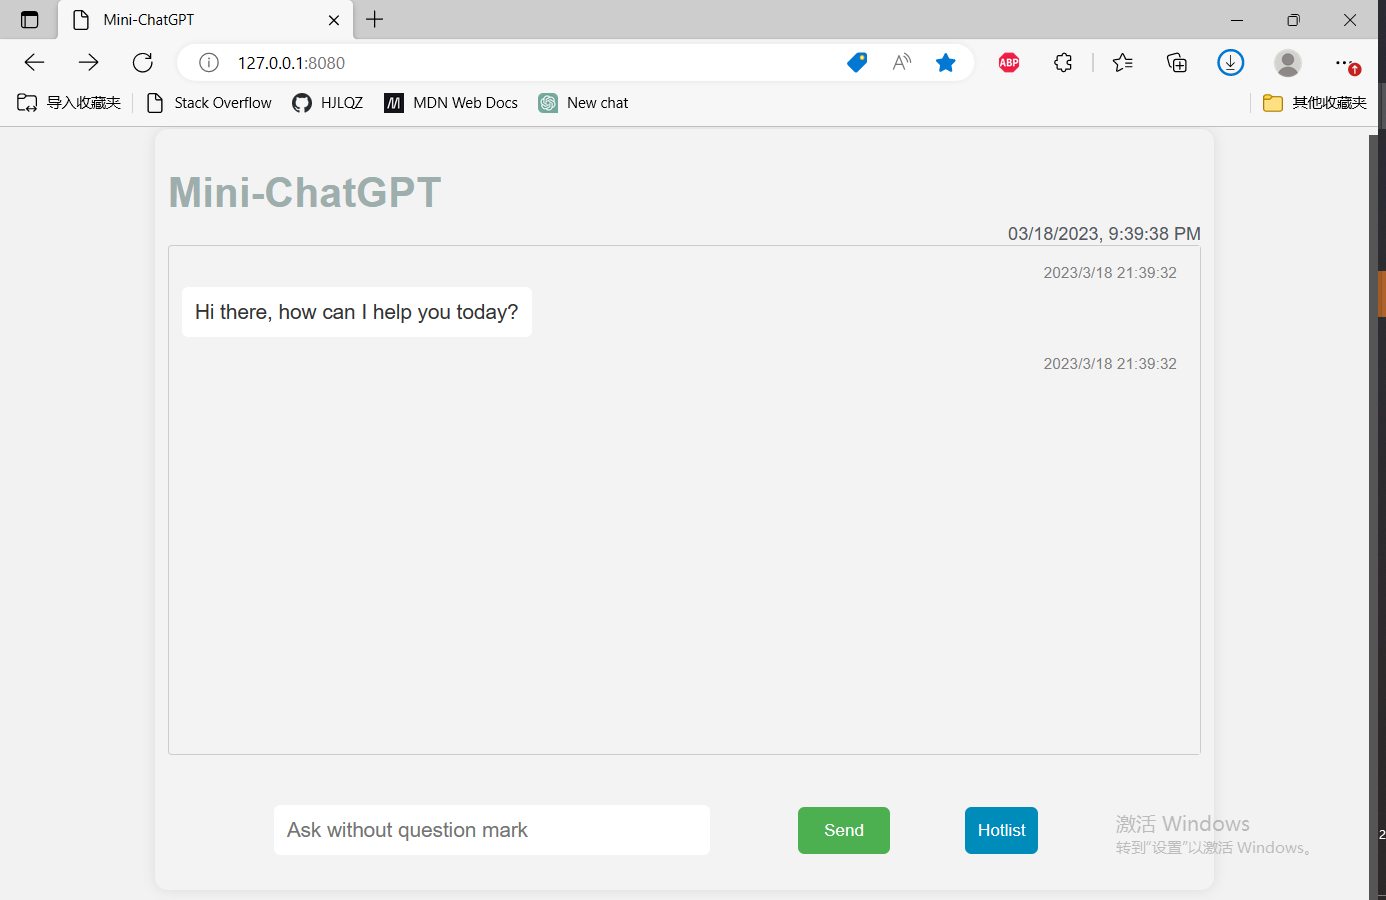 Mini-ChatGPT
127.0.0.1:8080
ABP
导入收藏夹 Stack Overflow HJLQZ MDN Web Docs New chat 其他收藏夹
Mini-ChatGPT
03/18/2023, 9:39:38 PM
2023/3/18 21:39:32
Hi there, how can I help you today?
2023/3/18 21:39:32
Ask without question mark
Send
Hotlist
激活 Windows
转到"设置"以激活 Windows。
2